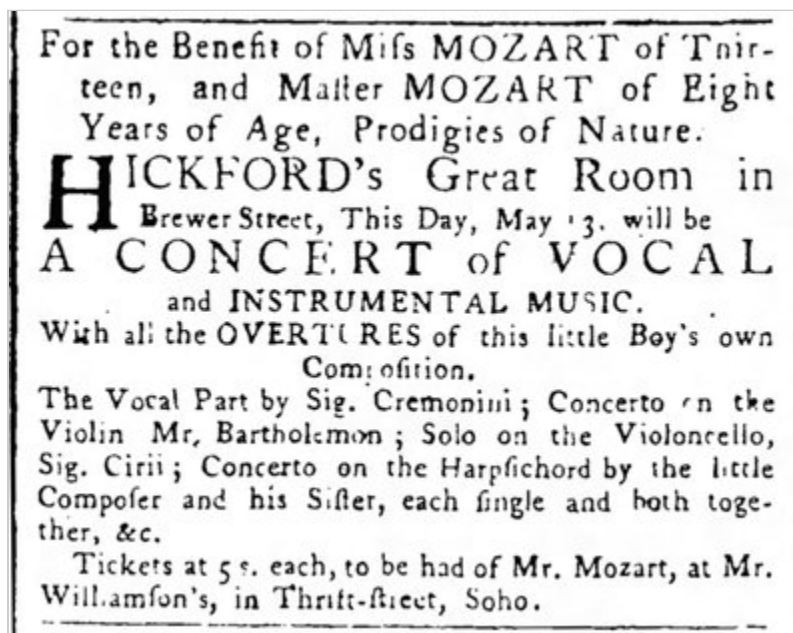 For the Benefit of Miſs MOZART of Tnir-
teen, and Maſter MOZART of Eight
Years of Age, Prodigies of Nature.
HICKFORD's Great Room in
Brewer Street, This Day, May 13. will be
A CONCERT of VOCAL
and INSTRUMENTAL MUSIC.
With all the OVERTURES of this little Boy's own
Compoſition.
The Vocal Part by Sig. Cremonini; Concerto on the
Violin Mr. Bartholemon; Solo on the Violoncello,
Sig. Cirii; Concerto on the Harpſichord by the little
Compoſer and his Siſter, each ſingle and both toge-
ther, &c.
Tickets at 5 s. each, to be had of Mr. Mozart, at Mr.
Williamſon's, in Thrift-ſtreet, Soho.